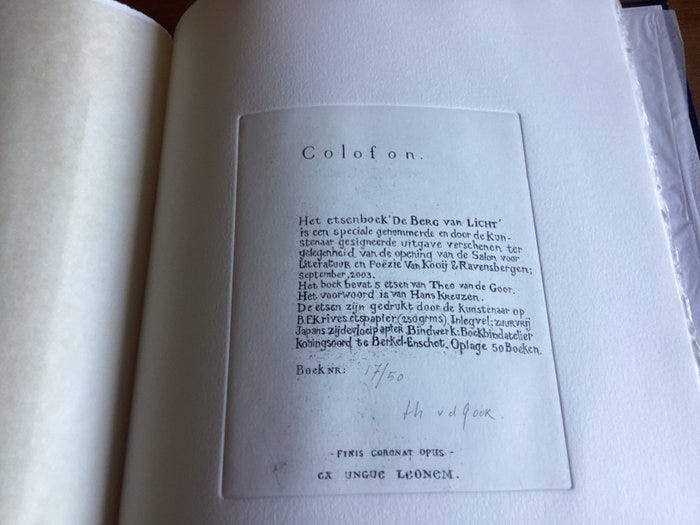 Colofon.
Het etsenboek 'De Berg van Licht'
is een speciale genummerde en door de Kun-
stenaar gesigneerde uitgave verschenen ter
gelegenheid van de opening van de Salon voor
Literatuur en Poëzie Van Kooij & Ravensbergen;
September, 2003.
Het boek bevat 5 etsen van Theo van de Goor.
Het voorwoord is van Hans Kreuzen.
De etsen zijn gedrukt door de kunstenaar op
B.F.K rives etspapier (250 grms) Inlegvel: zuurvrij
Japans zijdevloeipapier Bindwerk: Boekbindatelier
Koningsoord te Berkel-Enschot. Oplage 50 Boeken.
Boek NR: 17/50
th v d Goor.
- FINIS CORONAT OPUS -
EX UNGUE LEONEM.